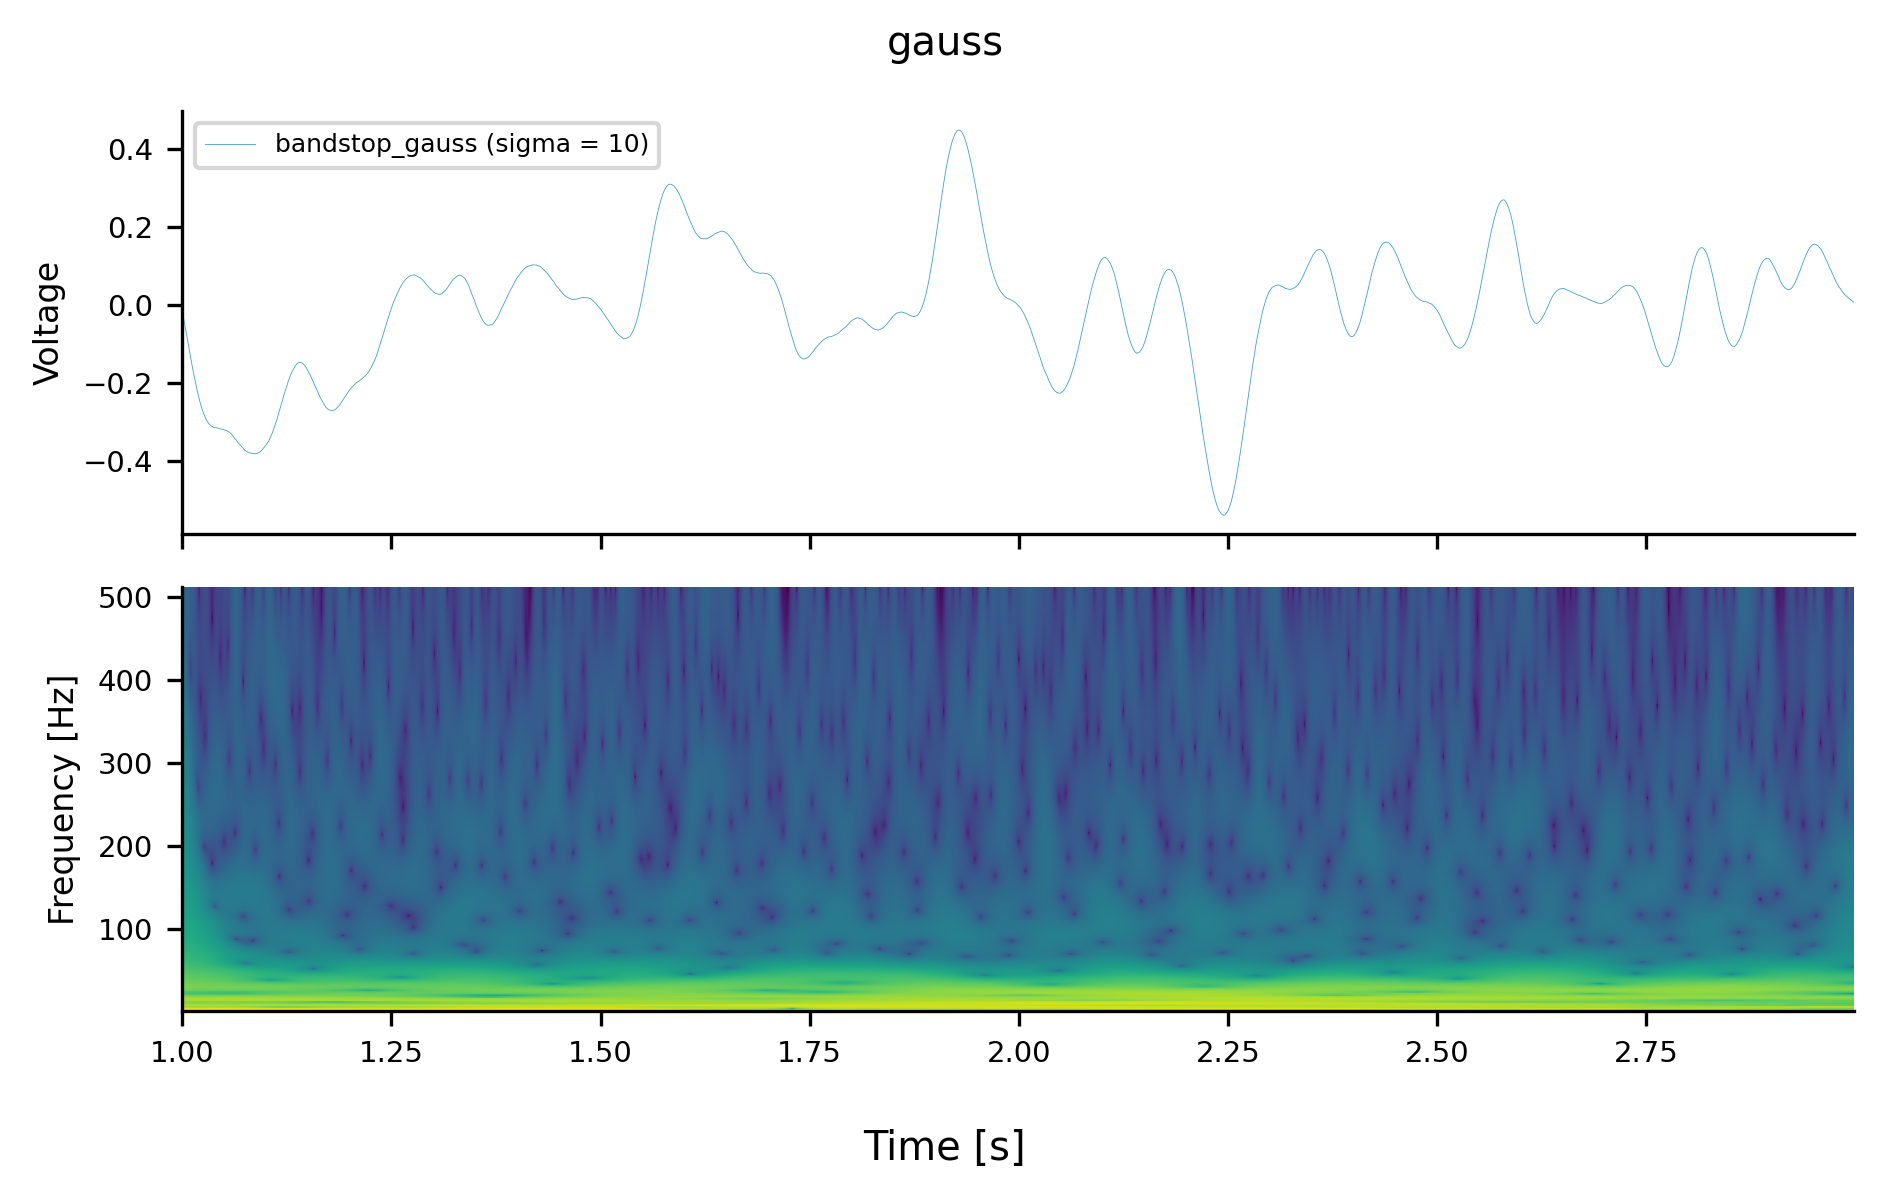 gauss
bandstop_gauss (sigma = 10)
0.4
0.2
0.0
−0.2
−0.4
Voltage
500
400
300
200
100
Frequency [Hz]
1.00 1.25 1.50 1.75 2.00 2.25 2.50 2.75
Time [s]